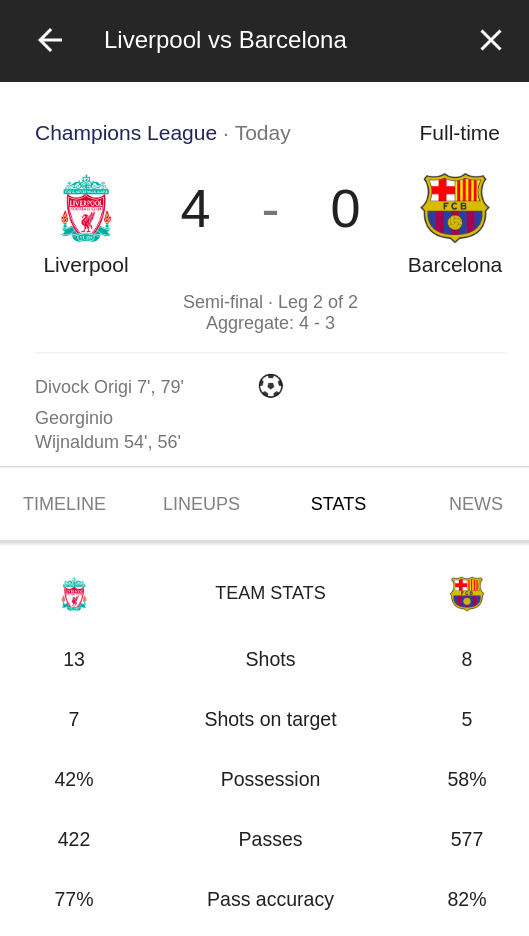 Liverpool vs Barcelona
Champions League · Today
Full-time
4 - 0
LIVERPOOL
FCB
Liverpool
Barcelona
Semi-final · Leg 2 of 2
Aggregate: 4 - 3
Divock Origi 7', 79'
Georginio
Wijnaldum 54', 56'
TIMELINE LINEUPS STATS NEWS
TEAM STATS
13 Shots 8
7 Shots on target 5
42% Possession 58%
422 Passes 577
77% Pass accuracy 82%